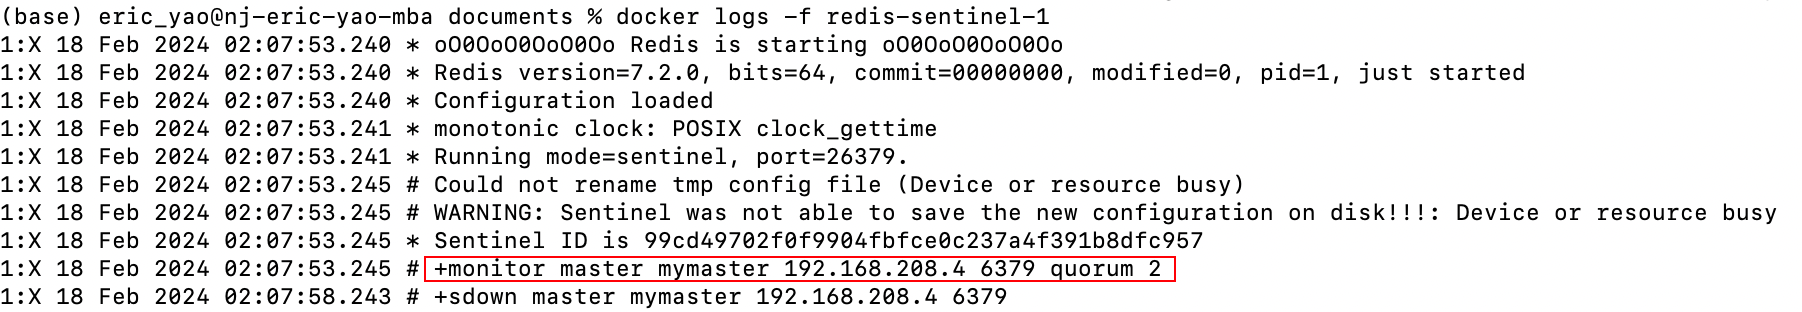 (base) eric_yao@nj-eric-yao-mba documents % docker logs -f redis-sentinel-1
1:X 18 Feb 2024 02:07:53.240 * oO0OoO0OoO0Oo Redis is starting oO0OoO0OoO0Oo
1:X 18 Feb 2024 02:07:53.240 * Redis version=7.2.0, bits=64, commit=00000000, modified=0, pid=1, just started
1:X 18 Feb 2024 02:07:53.240 * Configuration loaded
1:X 18 Feb 2024 02:07:53.241 * monotonic clock: POSIX clock_gettime
1:X 18 Feb 2024 02:07:53.241 * Running mode=sentinel, port=26379.
1:X 18 Feb 2024 02:07:53.245 # Could not rename tmp config file (Device or resource busy)
1:X 18 Feb 2024 02:07:53.245 # WARNING: Sentinel was not able to save the new configuration on disk!!!: Device or resource busy
1:X 18 Feb 2024 02:07:53.245 * Sentinel ID is 99cd49702f0f9904fbfce0c237a4f391b8dfc957
1:X 18 Feb 2024 02:07:53.245 # +monitor master mymaster 192.168.208.4 6379 quorum 2
1:X 18 Feb 2024 02:07:58.243 # +sdown master mymaster 192.168.208.4 6379